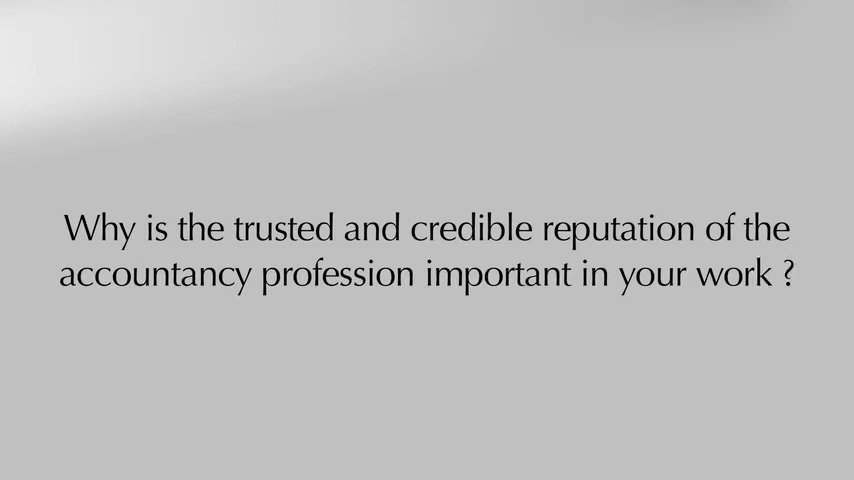 Why is the trusted and credible reputation of the
accountancy profession important in your work ?